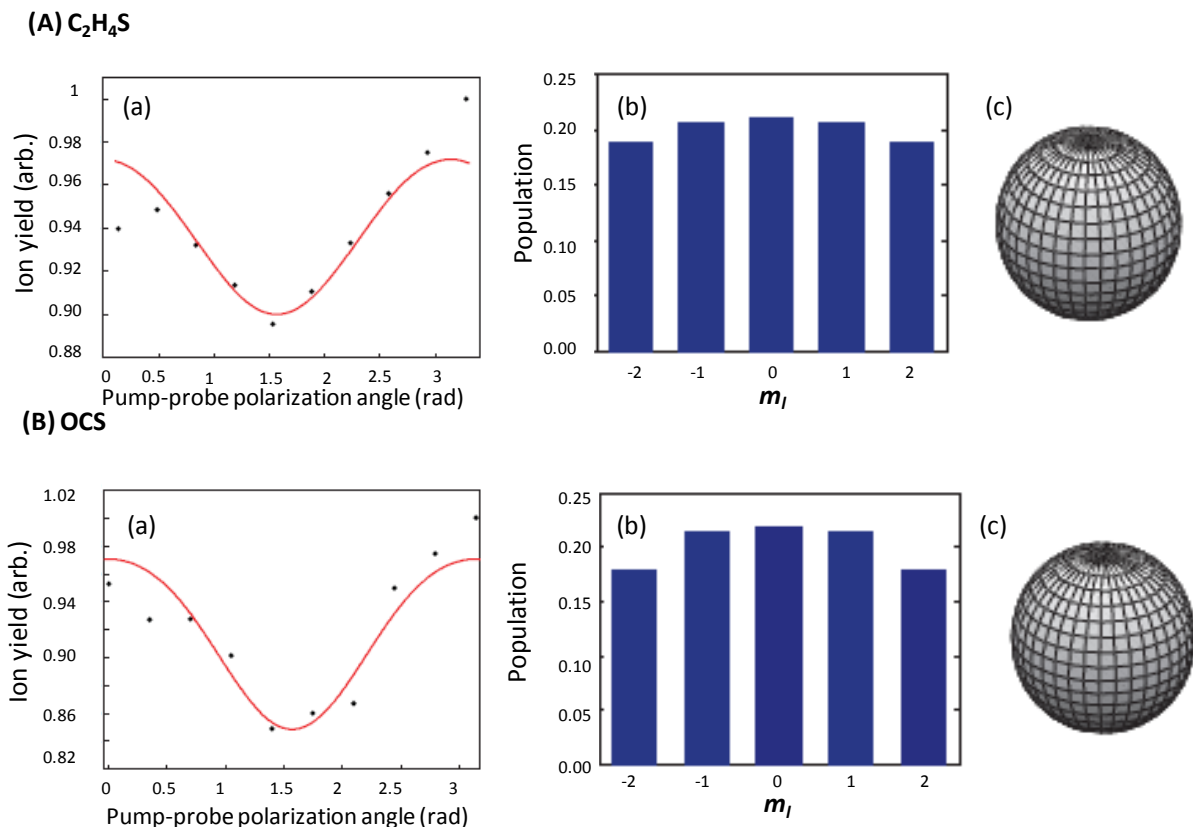 (A) C₂H₄S
(a)
Ion yield (arb.)
1
0.98
0.96
0.94
0.92
0.90
0.88
0 0.5 1 1.5 2 2.5 3
Pump-probe polarization angle (rad)
(b)
Population
0.25
0.20
0.15
0.10
0.05
0.00
-2 -1 0 1 2
mₗ
(c)
(B) OCS
(a)
Ion yield (arb.)
1.02
0.98
0.94
0.90
0.86
0.82
0 0.5 1 1.5 2 2.5 3
Pump-probe polarization angle (rad)
(b)
Population
0.25
0.20
0.15
0.10
0.05
0.00
-2 -1 0 1 2
mₗ
(c)